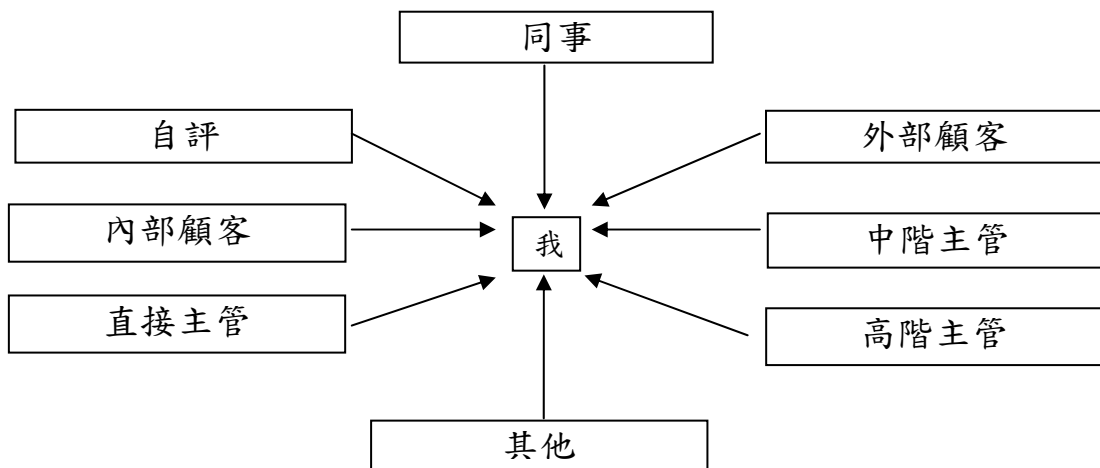 同事
自評
外部顧客
內部顧客
我
中階主管
直接主管
高階主管
其他